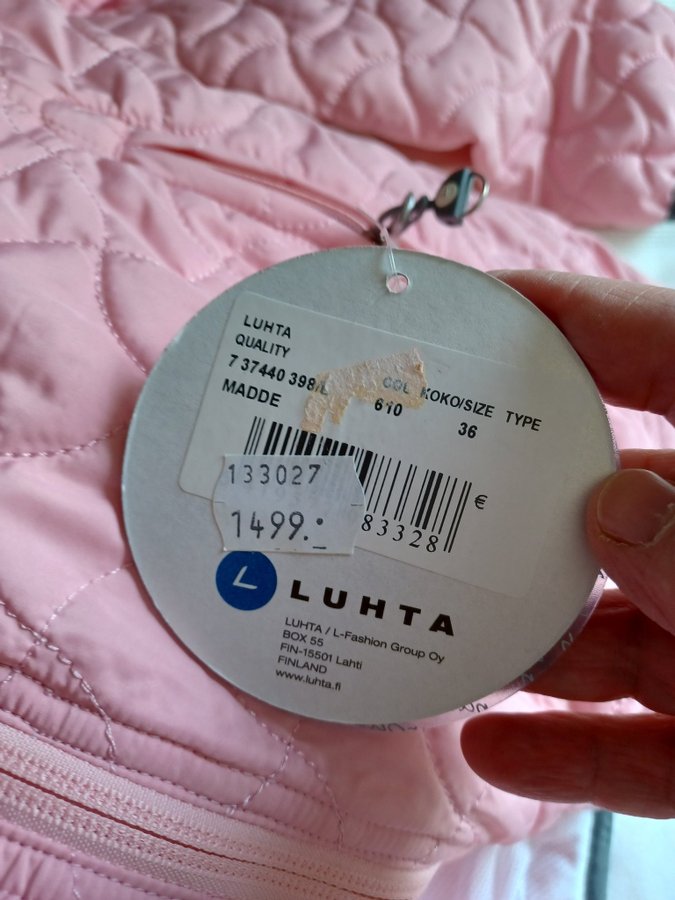 LUHTA
QUALITY
7 37440 398/L COL KOKO/SIZE TYPE
MADDE 610 36
€
133027
1499.-
83328
L LUHTA
LUHTA / L-Fashion Group Oy
BOX 55
FIN-15501 Lahti
FINLAND
www.luhta.fi